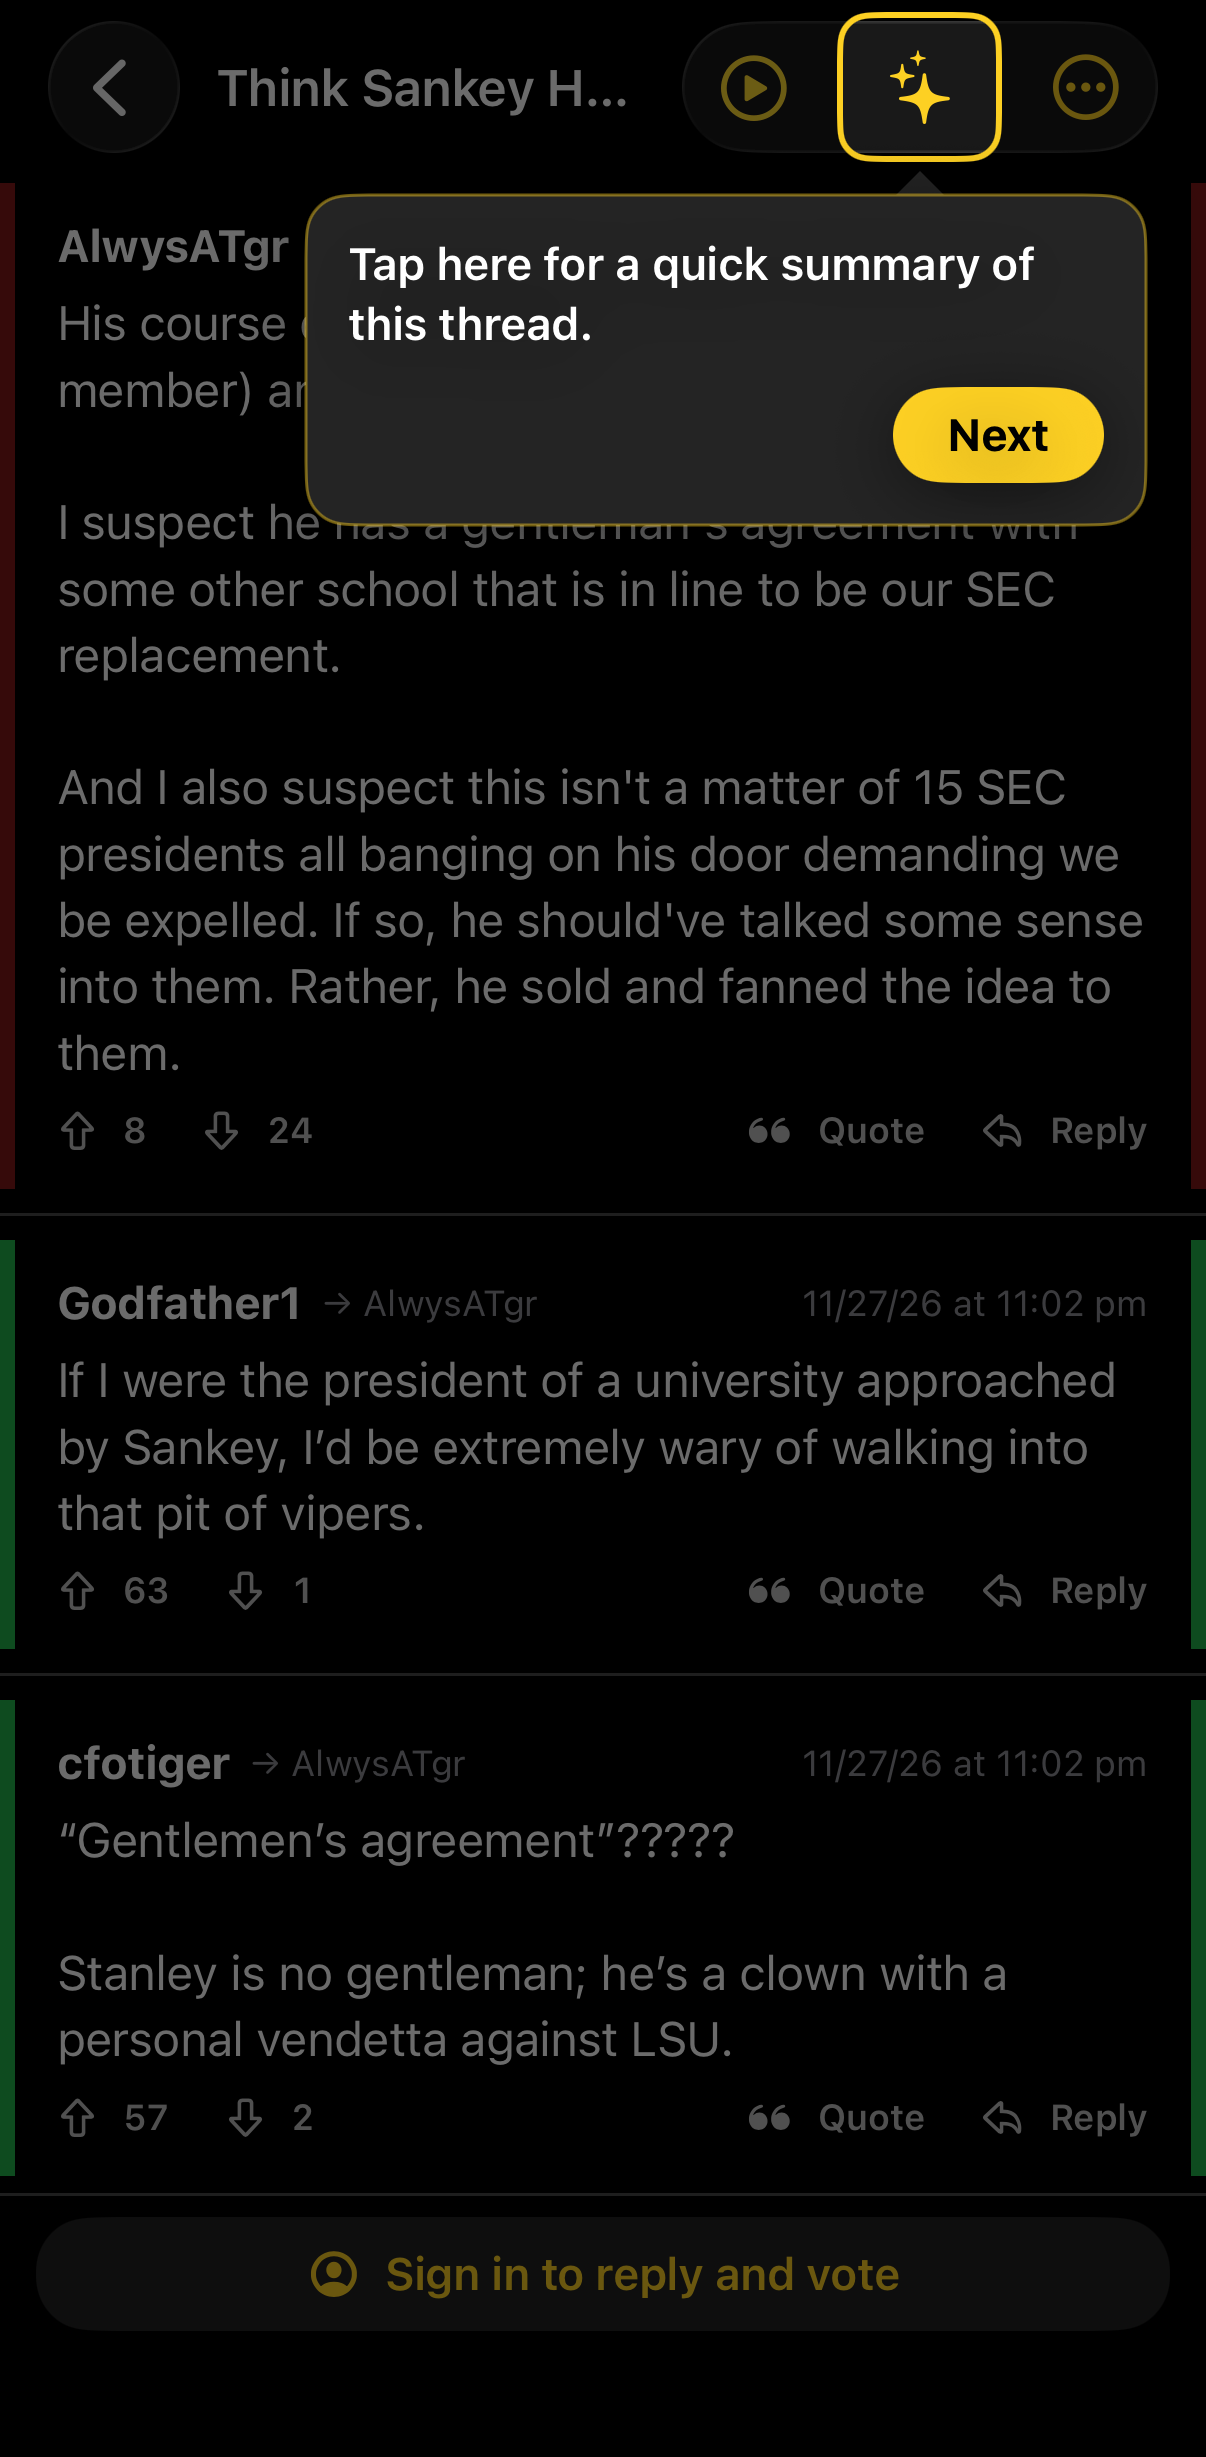 Think Sankey H...
AlwysATgr
Tap here for a quick summary of
this thread.
Next
His course
member)
I suspect he has a gentleman's agreement with
some other school that is in line to be our SEC
replacement.
And I also suspect this isn't a matter of 15 SEC
presidents all banging on his door demanding we
be expelled. If so, he should've talked some sense
into them. Rather, he sold and fanned the idea to
them.
8 24 Quote Reply
Godfather1 → AlwysATgr 11/27/26 at 11:02 pm
If I were the president of a university approached
by Sankey, I’d be extremely wary of walking into
that pit of vipers.
63 1 Quote Reply
cfotiger → AlwysATgr 11/27/26 at 11:02 pm
“Gentlemen’s agreement”?????
Stanley is no gentleman; he’s a clown with a
personal vendetta against LSU.
57 2 Quote Reply
Sign in to reply and vote